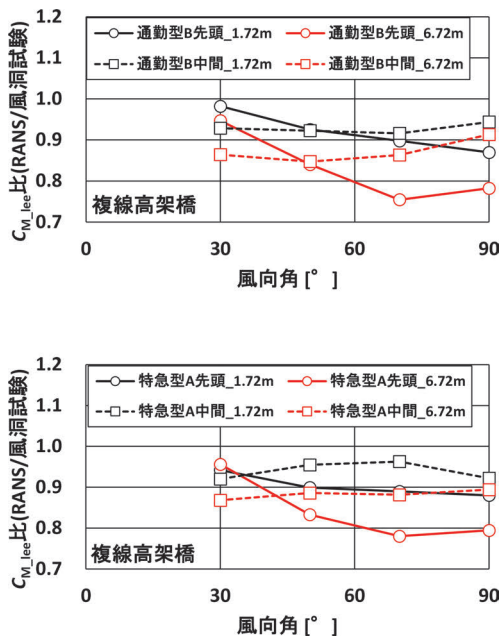 1.2
通勤型B先頭_1.72m 通勤型B先頭_6.72m
1.1
通勤型B中間_1.72m 通勤型B中間_6.72m
1.0
0.9
0.8
複線高架橋
0.7
0 30 60 90
風向角 [°]
C_M_lee比(RANS/風洞試験)
1.2
特急型A先頭_1.72m 特急型A先頭_6.72m
1.1
特急型A中間_1.72m 特急型A中間_6.72m
1.0
0.9
0.8
複線高架橋
0.7
0 30 60 90
風向角 [°]
C_M_lee比(RANS/風洞試験)